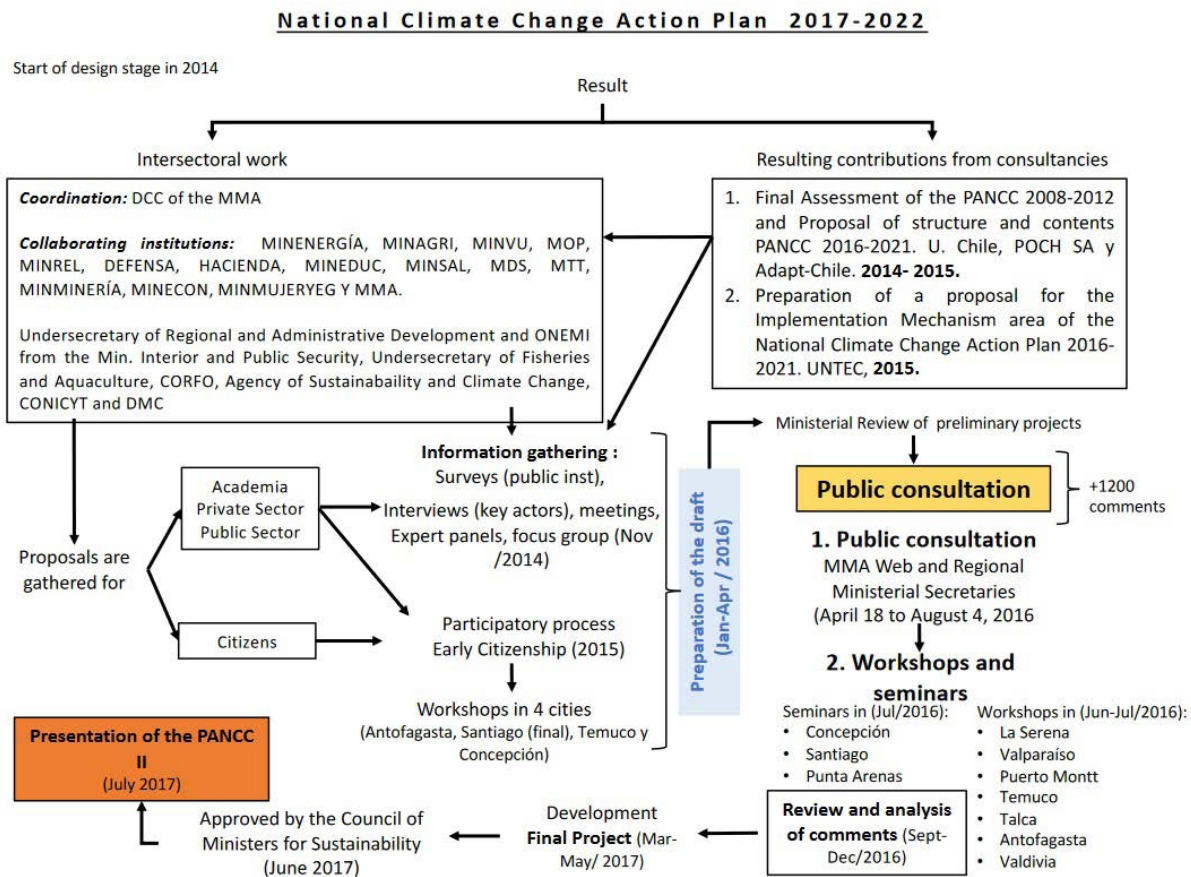 National Climate Change Action Plan 2017-2022
Start of design stage in 2014
Result
Intersectoral work
Coordination: DCC of the MMA
Collaborating institutions: MINENERGÍA, MINAGRI, MINVU, MOP,
MINREL, DEFENSA, HACIENDA, MINEDUC, MINSAL, MDS, MTT,
MINMINERÍA, MINECON, MINMUJERYEG Y MMA.
Undersecretary of Regional and Administrative Development and ONEMI
from the Min. Interior and Public Security, Undersecretary of Fisheries
and Aquaculture, CORFO, Agency of Sustainabaility and Climate Change,
CONICYT and DMC
Resulting contributions from consultancies
1. Final Assessment of the PANCC 2008-2012
and Proposal of structure and contents
PANCC 2016-2021. U. Chile, POCH SA y
Adapt-Chile. 2014- 2015.
2. Preparation of a proposal for the
Implementation Mechanism area of the
National Climate Change Action Plan 2016-
2021. UNTEC, 2015.
Proposals are
gathered for
Academia
Private Sector
Public Sector
Citizens
Information gathering :
Surveys (public inst),
Interviews (key actors), meetings,
Expert panels, focus group (Nov
/2014)
Participatory process
Early Citizenship (2015)
Workshops in 4 cities
(Antofagasta, Santiago (final), Temuco y
Concepción)
Preparation of the draft
(Jan-Apr / 2016)
Ministerial Review of preliminary projects
Public consultation
+1200
comments
1. Public consultation
MMA Web and Regional
Ministerial Secretaries
(April 18 to August 4, 2016
2. Workshops and
seminars
Seminars in (Jul/2016):
• Concepción
• Santiago
• Punta Arenas
Workshops in (Jun-Jul/2016):
• La Serena
• Valparaíso
• Puerto Montt
• Temuco
• Talca
• Antofagasta
• Valdivia
Review and analysis
of comments (Sept-
Dec/2016)
Development
Final Project (Mar-
May/ 2017)
Approved by the Council of
Ministers for Sustainability
(June 2017)
Presentation of the PANCC
II
(July 2017)